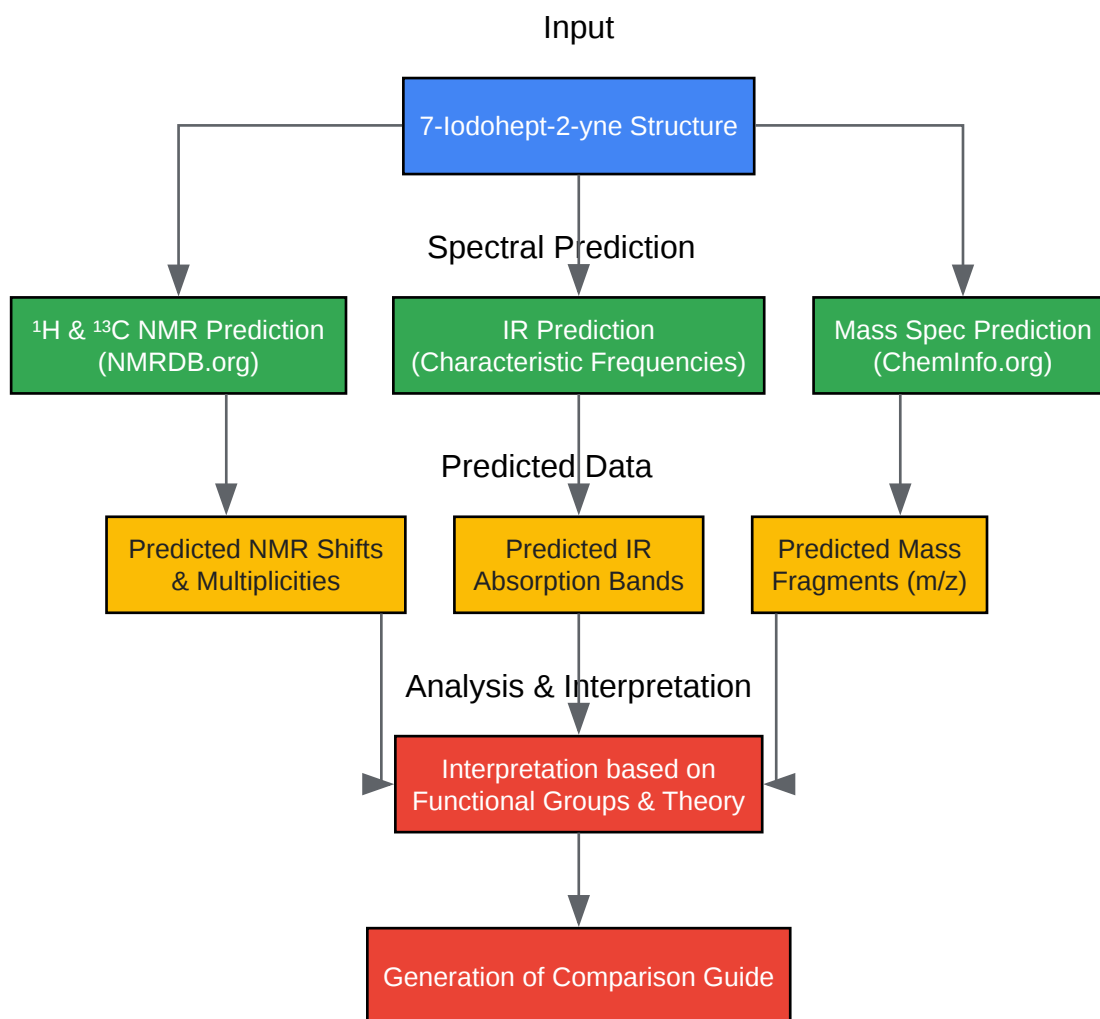 Input
7-Iodohept-2-yne Structure
Spectral Prediction
¹H & ¹³C NMR Prediction
(NMRDB.org)
IR Prediction
(Characteristic Frequencies)
Mass Spec Prediction
(ChemInfo.org)
Predicted Data
Predicted NMR Shifts
& Multiplicities
Predicted IR
Absorption Bands
Predicted Mass
Fragments (m/z)
Analysis & Interpretation
Interpretation based on
Functional Groups & Theory
Generation of Comparison Guide